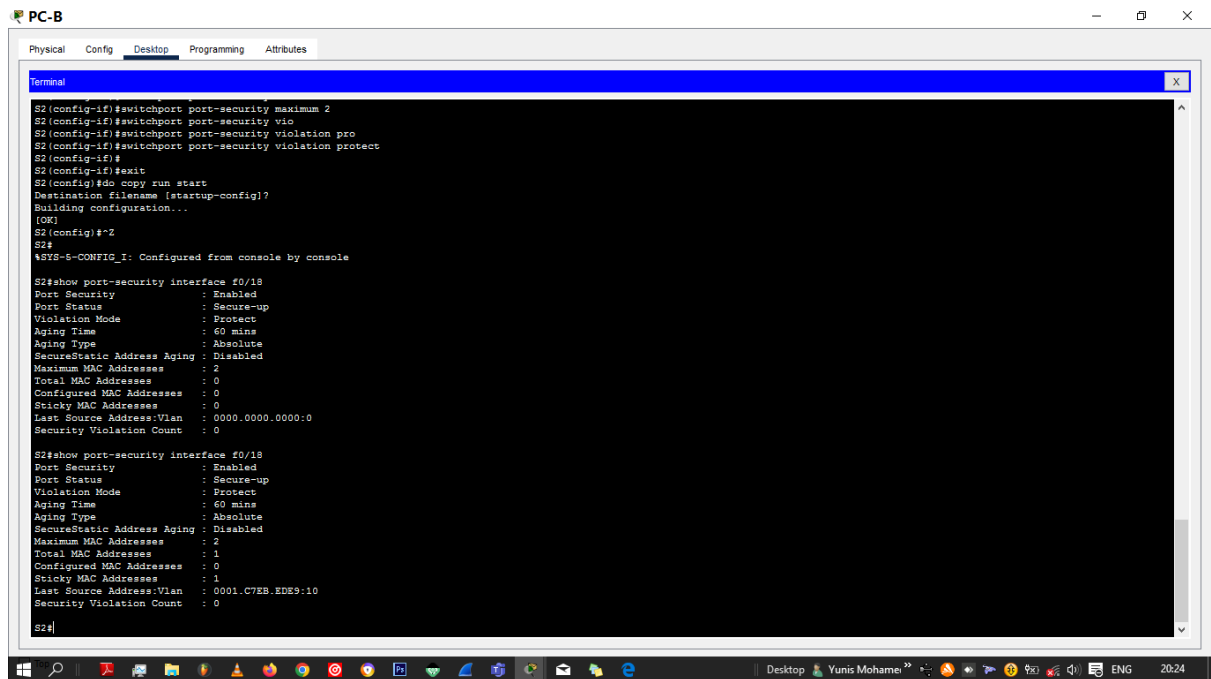 PC-B
Physical Config Desktop Programming Attributes
Terminal X
S2(config-if)#switchport port-security maximum 2
S2(config-if)#switchport port-security vio
S2(config-if)#switchport port-security violation pro
S2(config-if)#switchport port-security violation protect
S2(config-if)#
S2(config-if)#exit
S2(config)#do copy run start
Destination filename [startup-config]?
Building configuration...
[OK]
S2(config)#^Z
S2#
%SYS-5-CONFIG_I: Configured from console by console
S2#show port-security interface f0/18
Port Security : Enabled
Port Status : Secure-up
Violation Mode : Protect
Aging Time : 60 mins
Aging Type : Absolute
SecureStatic Address Aging : Disabled
Maximum MAC Addresses : 2
Total MAC Addresses : 0
Configured MAC Addresses : 0
Sticky MAC Addresses : 0
Last Source Address:Vlan : 0000.0000.0000:0
Security Violation Count : 0
S2#show port-security interface f0/18
Port Security : Enabled
Port Status : Secure-up
Violation Mode : Protect
Aging Time : 60 mins
Aging Type : Absolute
SecureStatic Address Aging : Disabled
Maximum MAC Addresses : 2
Total MAC Addresses : 1
Configured MAC Addresses : 0
Sticky MAC Addresses : 1
Last Source Address:Vlan : 0001.C7EB.EDE9:10
Security Violation Count : 0
S2#
Top
Ps
Desktop Yunis Mohame ENG 20:24